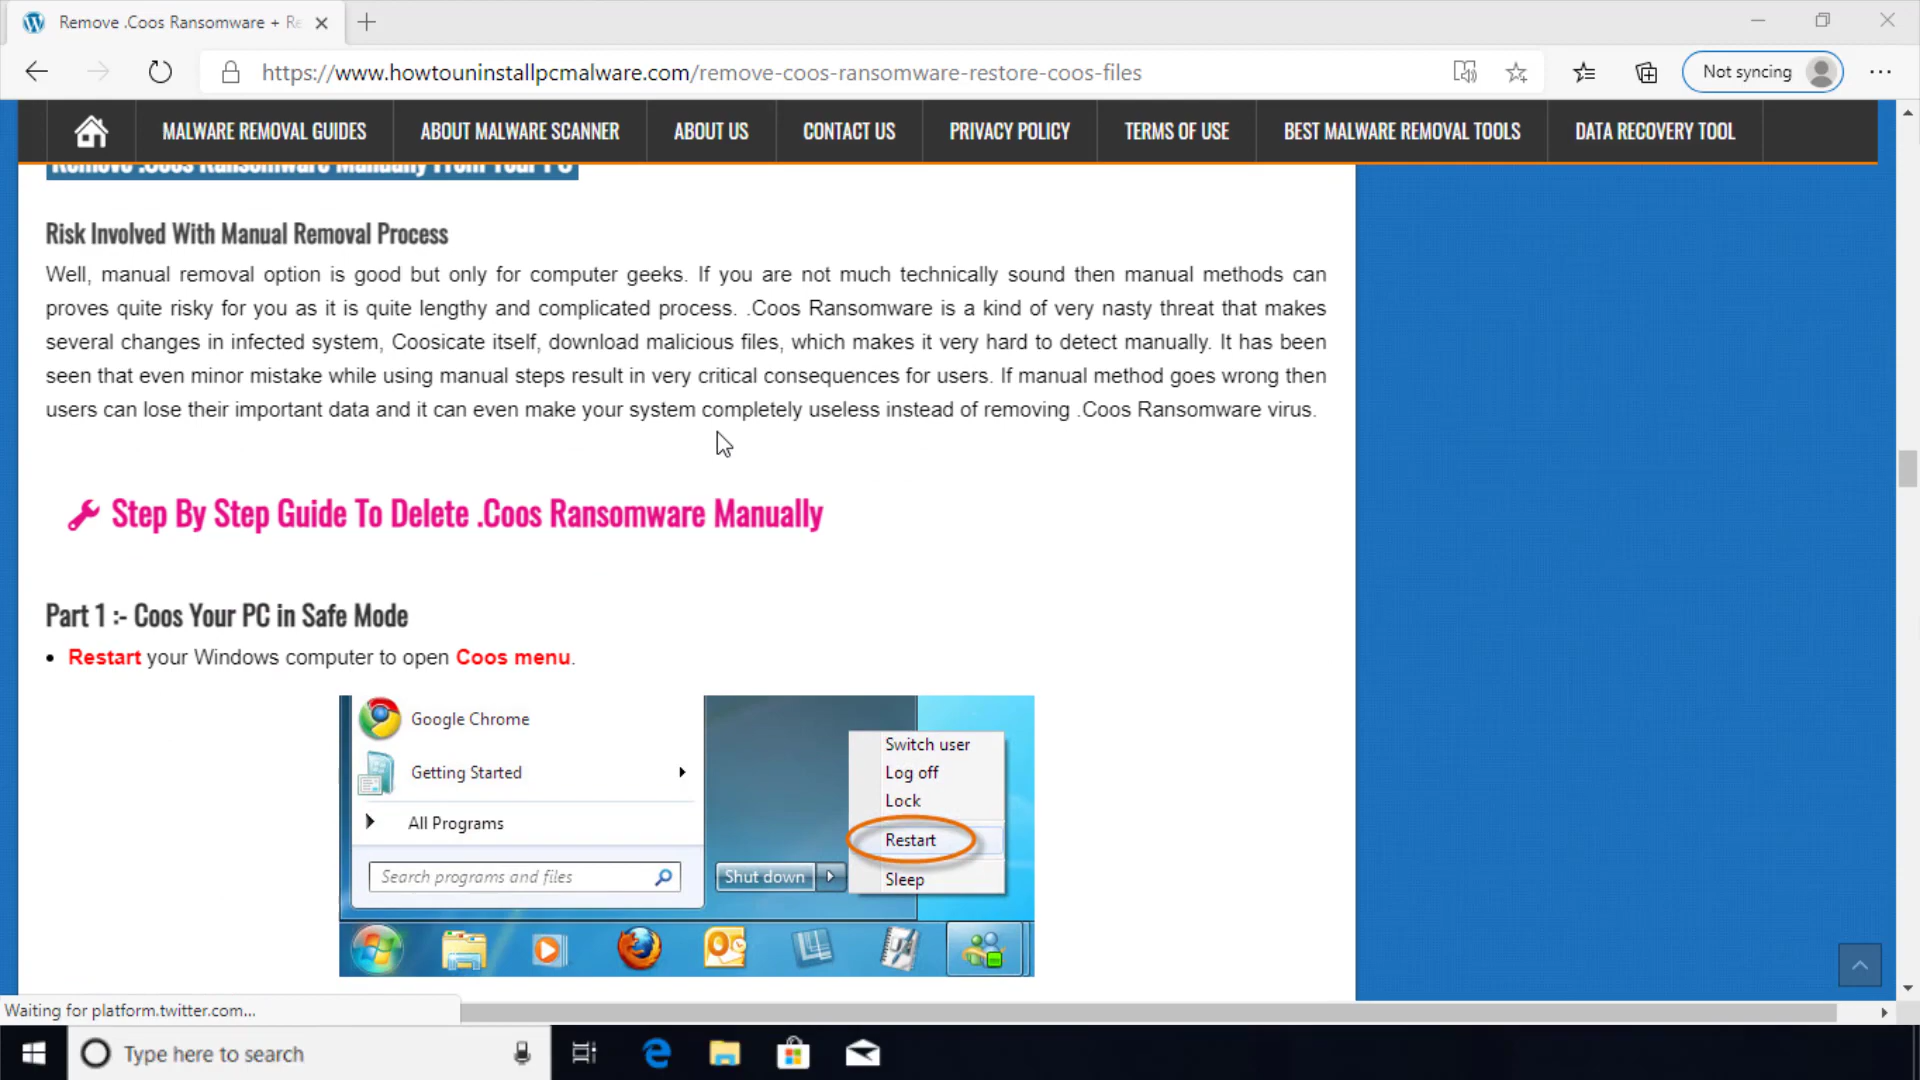 Remove .Coos Ransomware + Re
Not syncing
https://www.howtouninstallpcmalware.com/remove-coos-ransomware-restore-coos-files
MALWARE REMOVAL GUIDES
ABOUT MALWARE SCANNER
ABOUT US
CONTACT US
PRIVACY POLICY
TERMS OF USE
BEST MALWARE REMOVAL TOOLS
DATA RECOVERY TOOL
Remove .Coos Ransomware Manually From Your PC
Risk Involved With Manual Removal Process
Well, manual removal option is good but only for computer geeks. If you are not much technically sound then manual methods can
proves quite risky for you as it is quite lengthy and complicated process. .Coos Ransomware is a kind of very nasty threat that makes
several changes in infected system, Coosicate itself, download malicious files, which makes it very hard to detect manually. It has been
seen that even minor mistake while using manual steps result in very critical consequences for users. If manual method goes wrong then
users can lose their important data and it can even make your system completely useless instead of removing .Coos Ransomware virus.
Step By Step Guide To Delete .Coos Ransomware Manually
Part 1 :- Coos Your PC in Safe Mode
Restart your Windows computer to open Coos menu.
Google Chrome
Getting Started
All Programs
Search programs and files
Shut down
Switch user
Log off
Lock
Restart
Sleep
Waiting for platform.twitter.com...
Type here to search